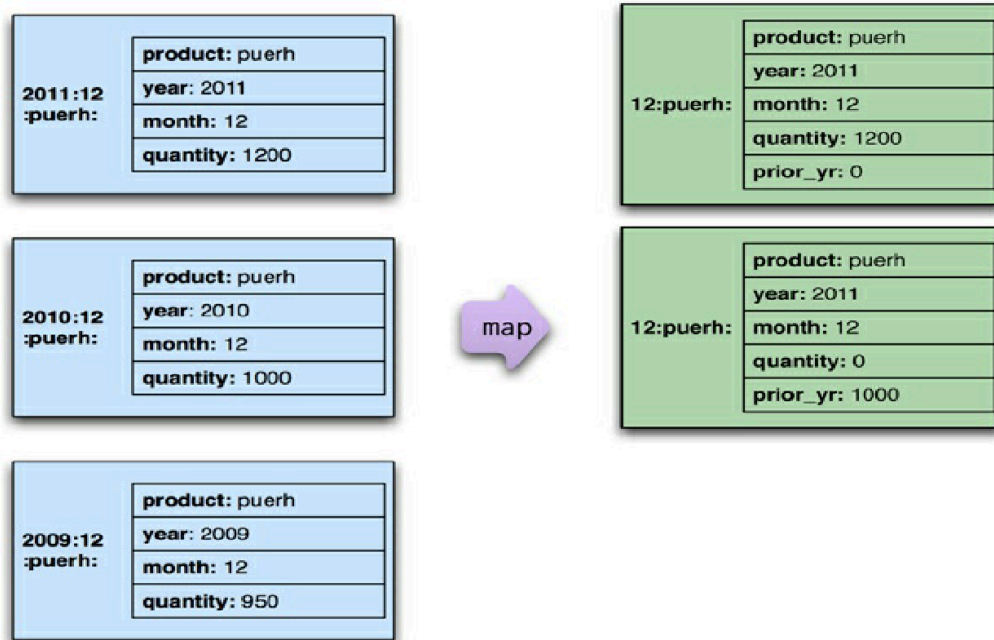 2011:12
:puerh:
product: puerh
year: 2011
month: 12
quantity: 1200
2010:12
:puerh:
product: puerh
year: 2010
month: 12
quantity: 1000
2009:12
:puerh:
product: puerh
year: 2009
month: 12
quantity: 950
map
12:puerh:
product: puerh
year: 2011
month: 12
quantity: 1200
prior_yr: 0
12:puerh:
product: puerh
year: 2011
month: 12
quantity: 0
prior_yr: 1000